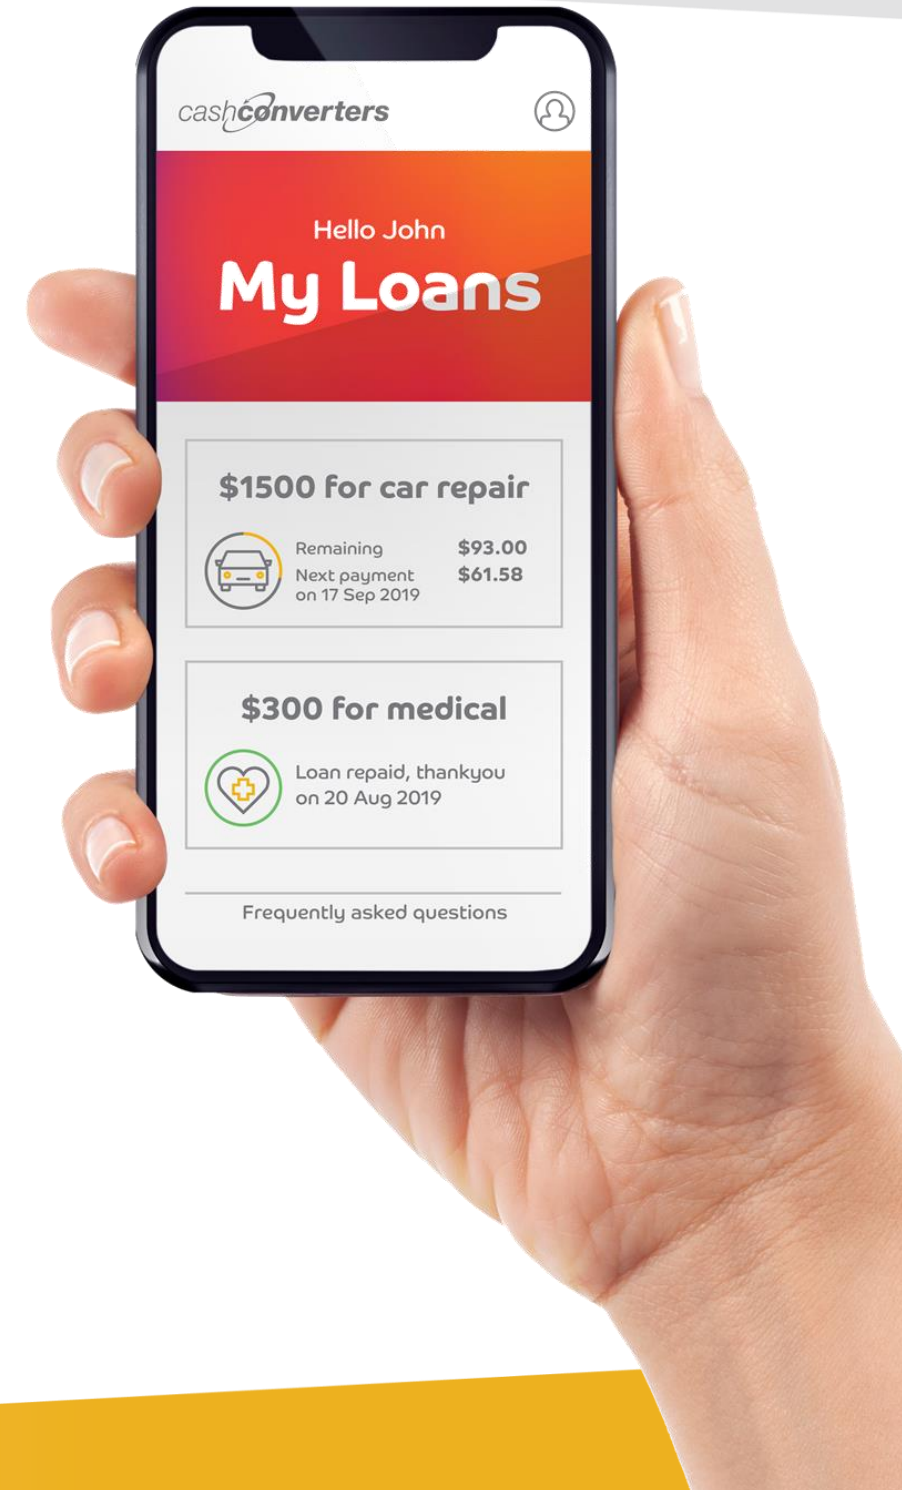 cashconverters
Hello John
My Loans
$1500 for car repair
Remaining $93.00
Next payment $61.58
on 17 Sep 2019
$300 for medical
Loan repaid, thankyou
on 20 Aug 2019
Frequently asked questions